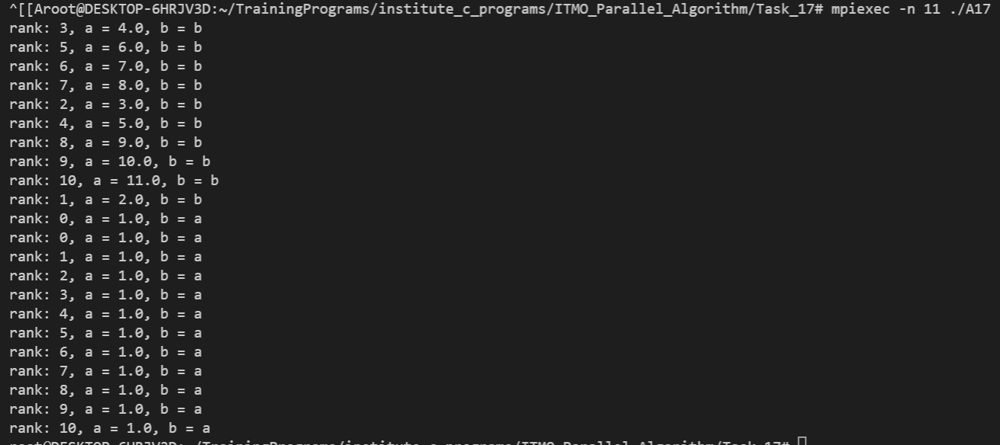 ^[[Aroot@DESKTOP-6HRJV3D:~/TrainingPrograms/institute_c_programs/ITMO_Parallel_Algorithm/Task_17# mpiexec -n 11 ./A17
rank: 3, a = 4.0, b = b
rank: 5, a = 6.0, b = b
rank: 6, a = 7.0, b = b
rank: 7, a = 8.0, b = b
rank: 2, a = 3.0, b = b
rank: 4, a = 5.0, b = b
rank: 8, a = 9.0, b = b
rank: 9, a = 10.0, b = b
rank: 10, a = 11.0, b = b
rank: 1, a = 2.0, b = b
rank: 0, a = 1.0, b = a
rank: 0, a = 1.0, b = a
rank: 1, a = 1.0, b = a
rank: 2, a = 1.0, b = a
rank: 3, a = 1.0, b = a
rank: 4, a = 1.0, b = a
rank: 5, a = 1.0, b = a
rank: 6, a = 1.0, b = a
rank: 7, a = 1.0, b = a
rank: 8, a = 1.0, b = a
rank: 9, a = 1.0, b = a
rank: 10, a = 1.0, b = a
root@DESKTOP-6HRJV3D:~/TrainingPrograms/institute_c_programs/ITMO_Parallel_Algorithm/Task_17#